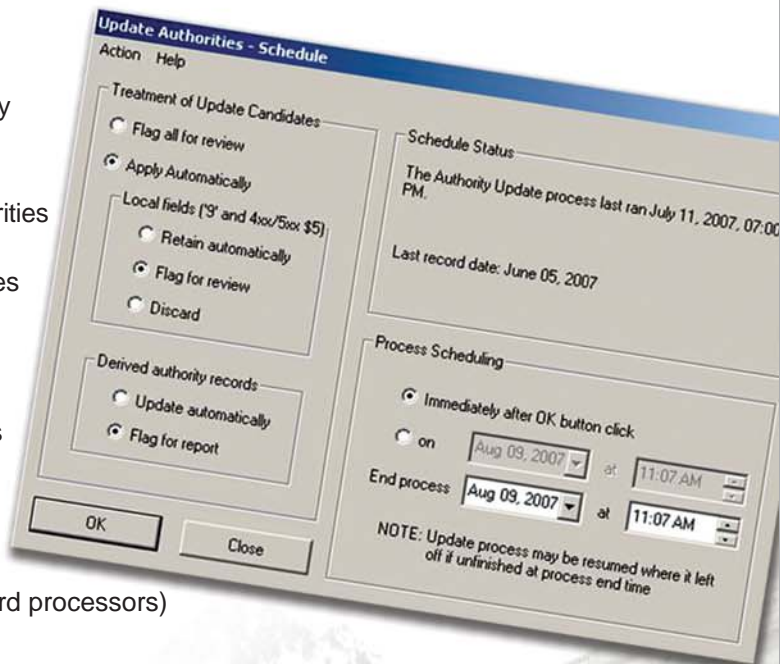 y
rities
es
s
rd processors)
Update Authorities - Schedule
Action Help
Treatment of Update Candidates
Flag all for review
Apply Automatically
Local fields ('9' and 4xx/5xx $5)
Retain automatically
Flag for review
Discard
Derived authority records
Update automatically
Flag for report
OK
Close
Schedule Status
The Authority Update process last ran July 11, 2007, 07:00
PM.
Last record date: June 05, 2007
Process Scheduling
Immediately after OK button click
on Aug 09, 2007 at 11:07 AM
End process Aug 09, 2007 at 11:07 AM
NOTE: Update process may be resumed where it left
off if unfinished at process end time